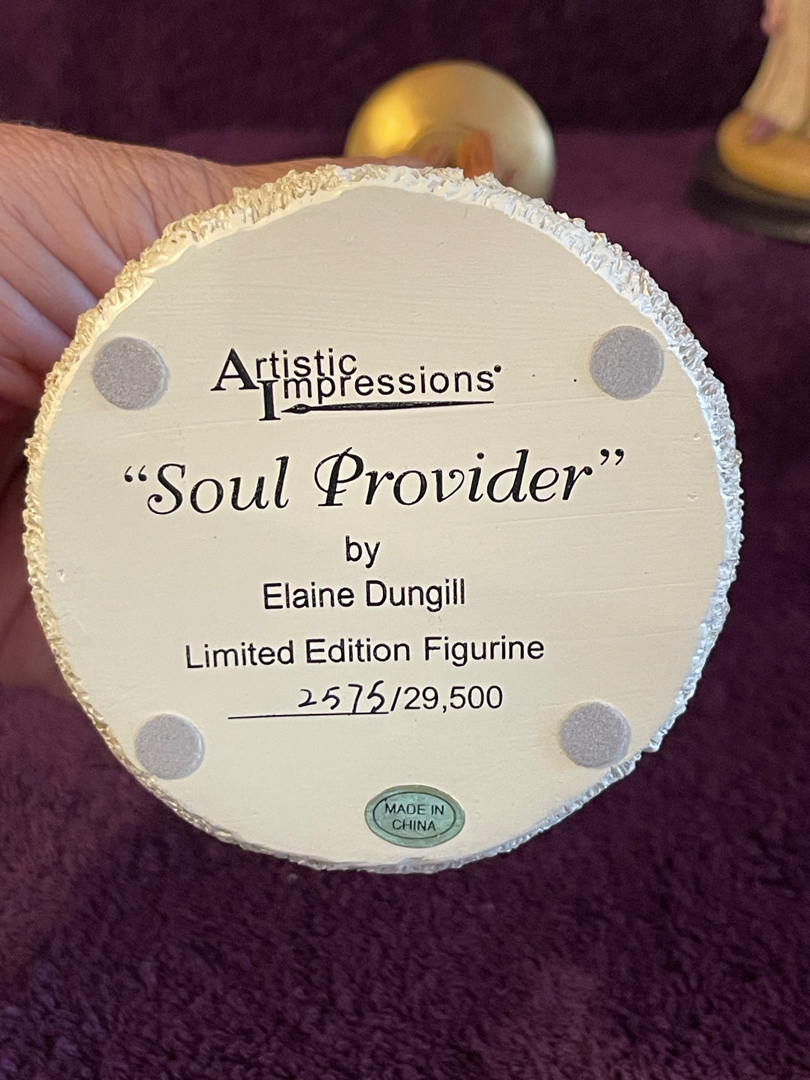 Artistic
Impressions
“Soul Provider”
by
Elaine Dungill
Limited Edition Figurine
2575/29,500
MADE IN
CHINA